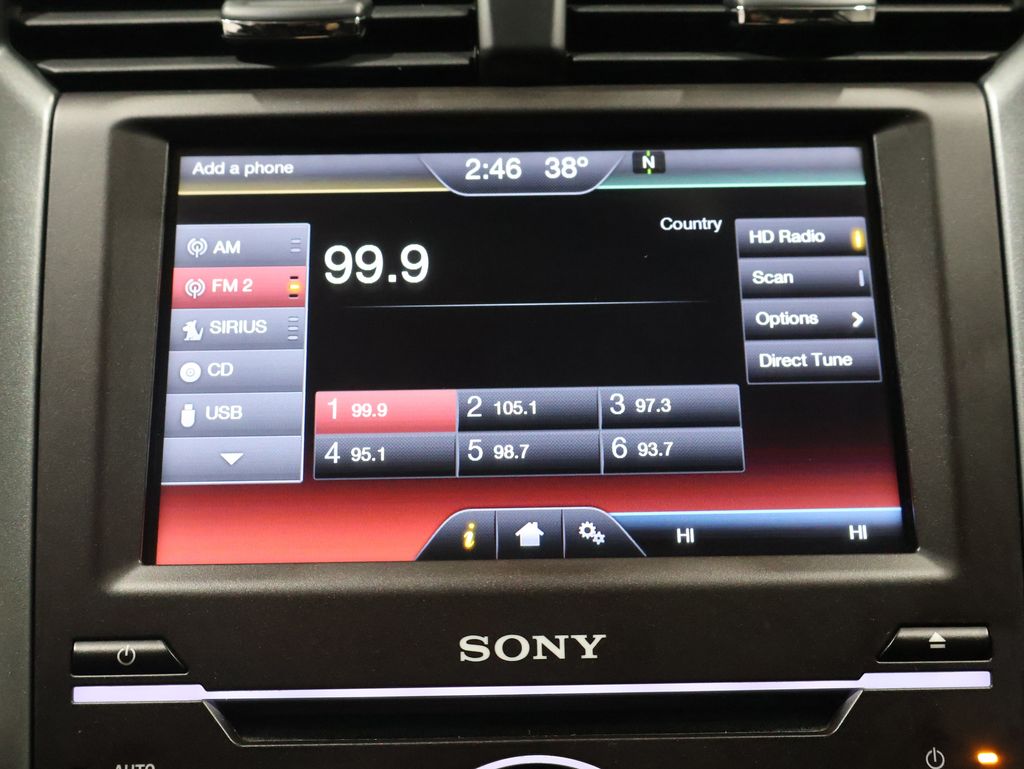 Add a phone
2:46 38° N
AM
FM 2
SIRIUS
CD
USB
99.9
Country
HD Radio
Scan
Options
Direct Tune
1 99.9 2 105.1 3 97.3
4 95.1 5 98.7 6 93.7
i
HI HI
SONY
AUTO